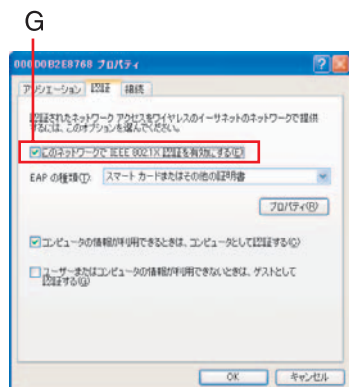 G
00000B2E8768 プロパティ
アソシエーション 認証 接続
認証されたネットワーク アクセスをワイヤレスのイーサネットのネットワークで提供
するには、このオプションを選んでください。
このネットワークで IEEE 8021X 認証を有効にする(E)
EAP の種類(T): スマート カードまたはその他の証明書
プロパティ(R)
コンピュータの情報が利用できるときは、コンピュータとして認証する(C)
ユーザーまたはコンピュータの情報が利用できないときは、ゲストとして
認証する(G)
OK キャンセル